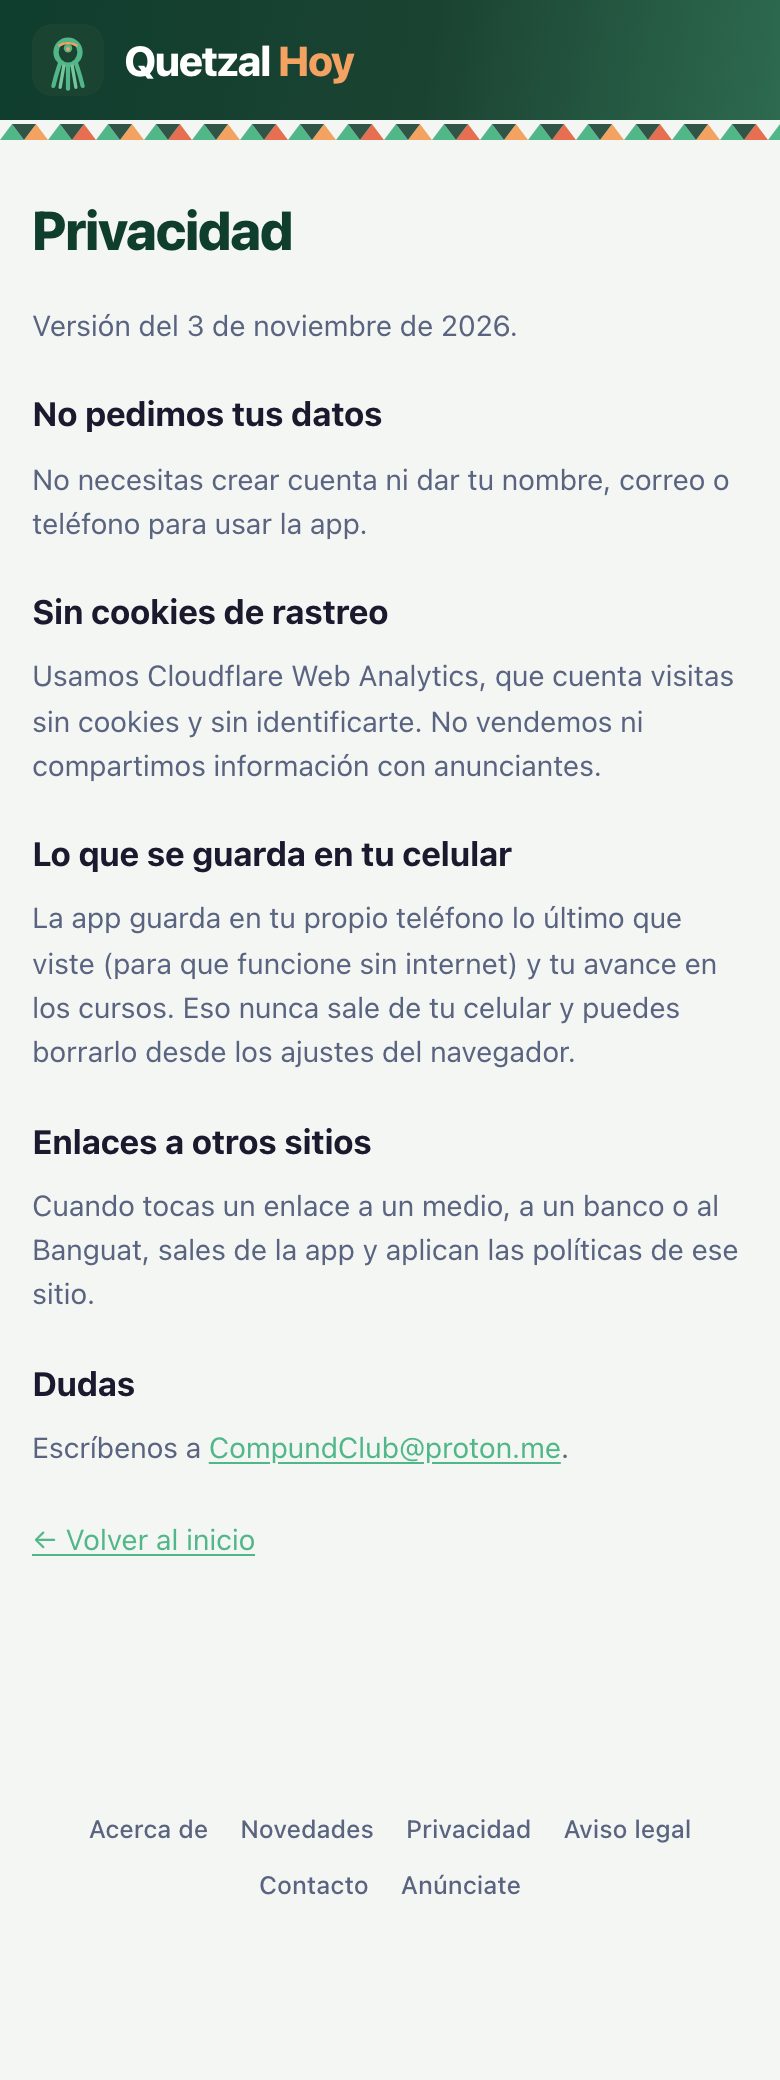 Quetzal Hoy
Privacidad
Versión del 3 de noviembre de 2026.
No pedimos tus datos
No necesitas crear cuenta ni dar tu nombre, correo o
teléfono para usar la app.
Sin cookies de rastreo
Usamos Cloudflare Web Analytics, que cuenta visitas
sin cookies y sin identificarte. No vendemos ni
compartimos información con anunciantes.
Lo que se guarda en tu celular
La app guarda en tu propio teléfono lo último que
viste (para que funcione sin internet) y tu avance en
los cursos. Eso nunca sale de tu celular y puedes
borrarlo desde los ajustes del navegador.
Enlaces a otros sitios
Cuando tocas un enlace a un medio, a un banco o al
Banguat, sales de la app y aplican las políticas de ese
sitio.
Dudas
Escríbenos a CompundClub@proton.me.
← Volver al inicio
Acerca de Novedades Privacidad Aviso legal
Contacto Anúnciate